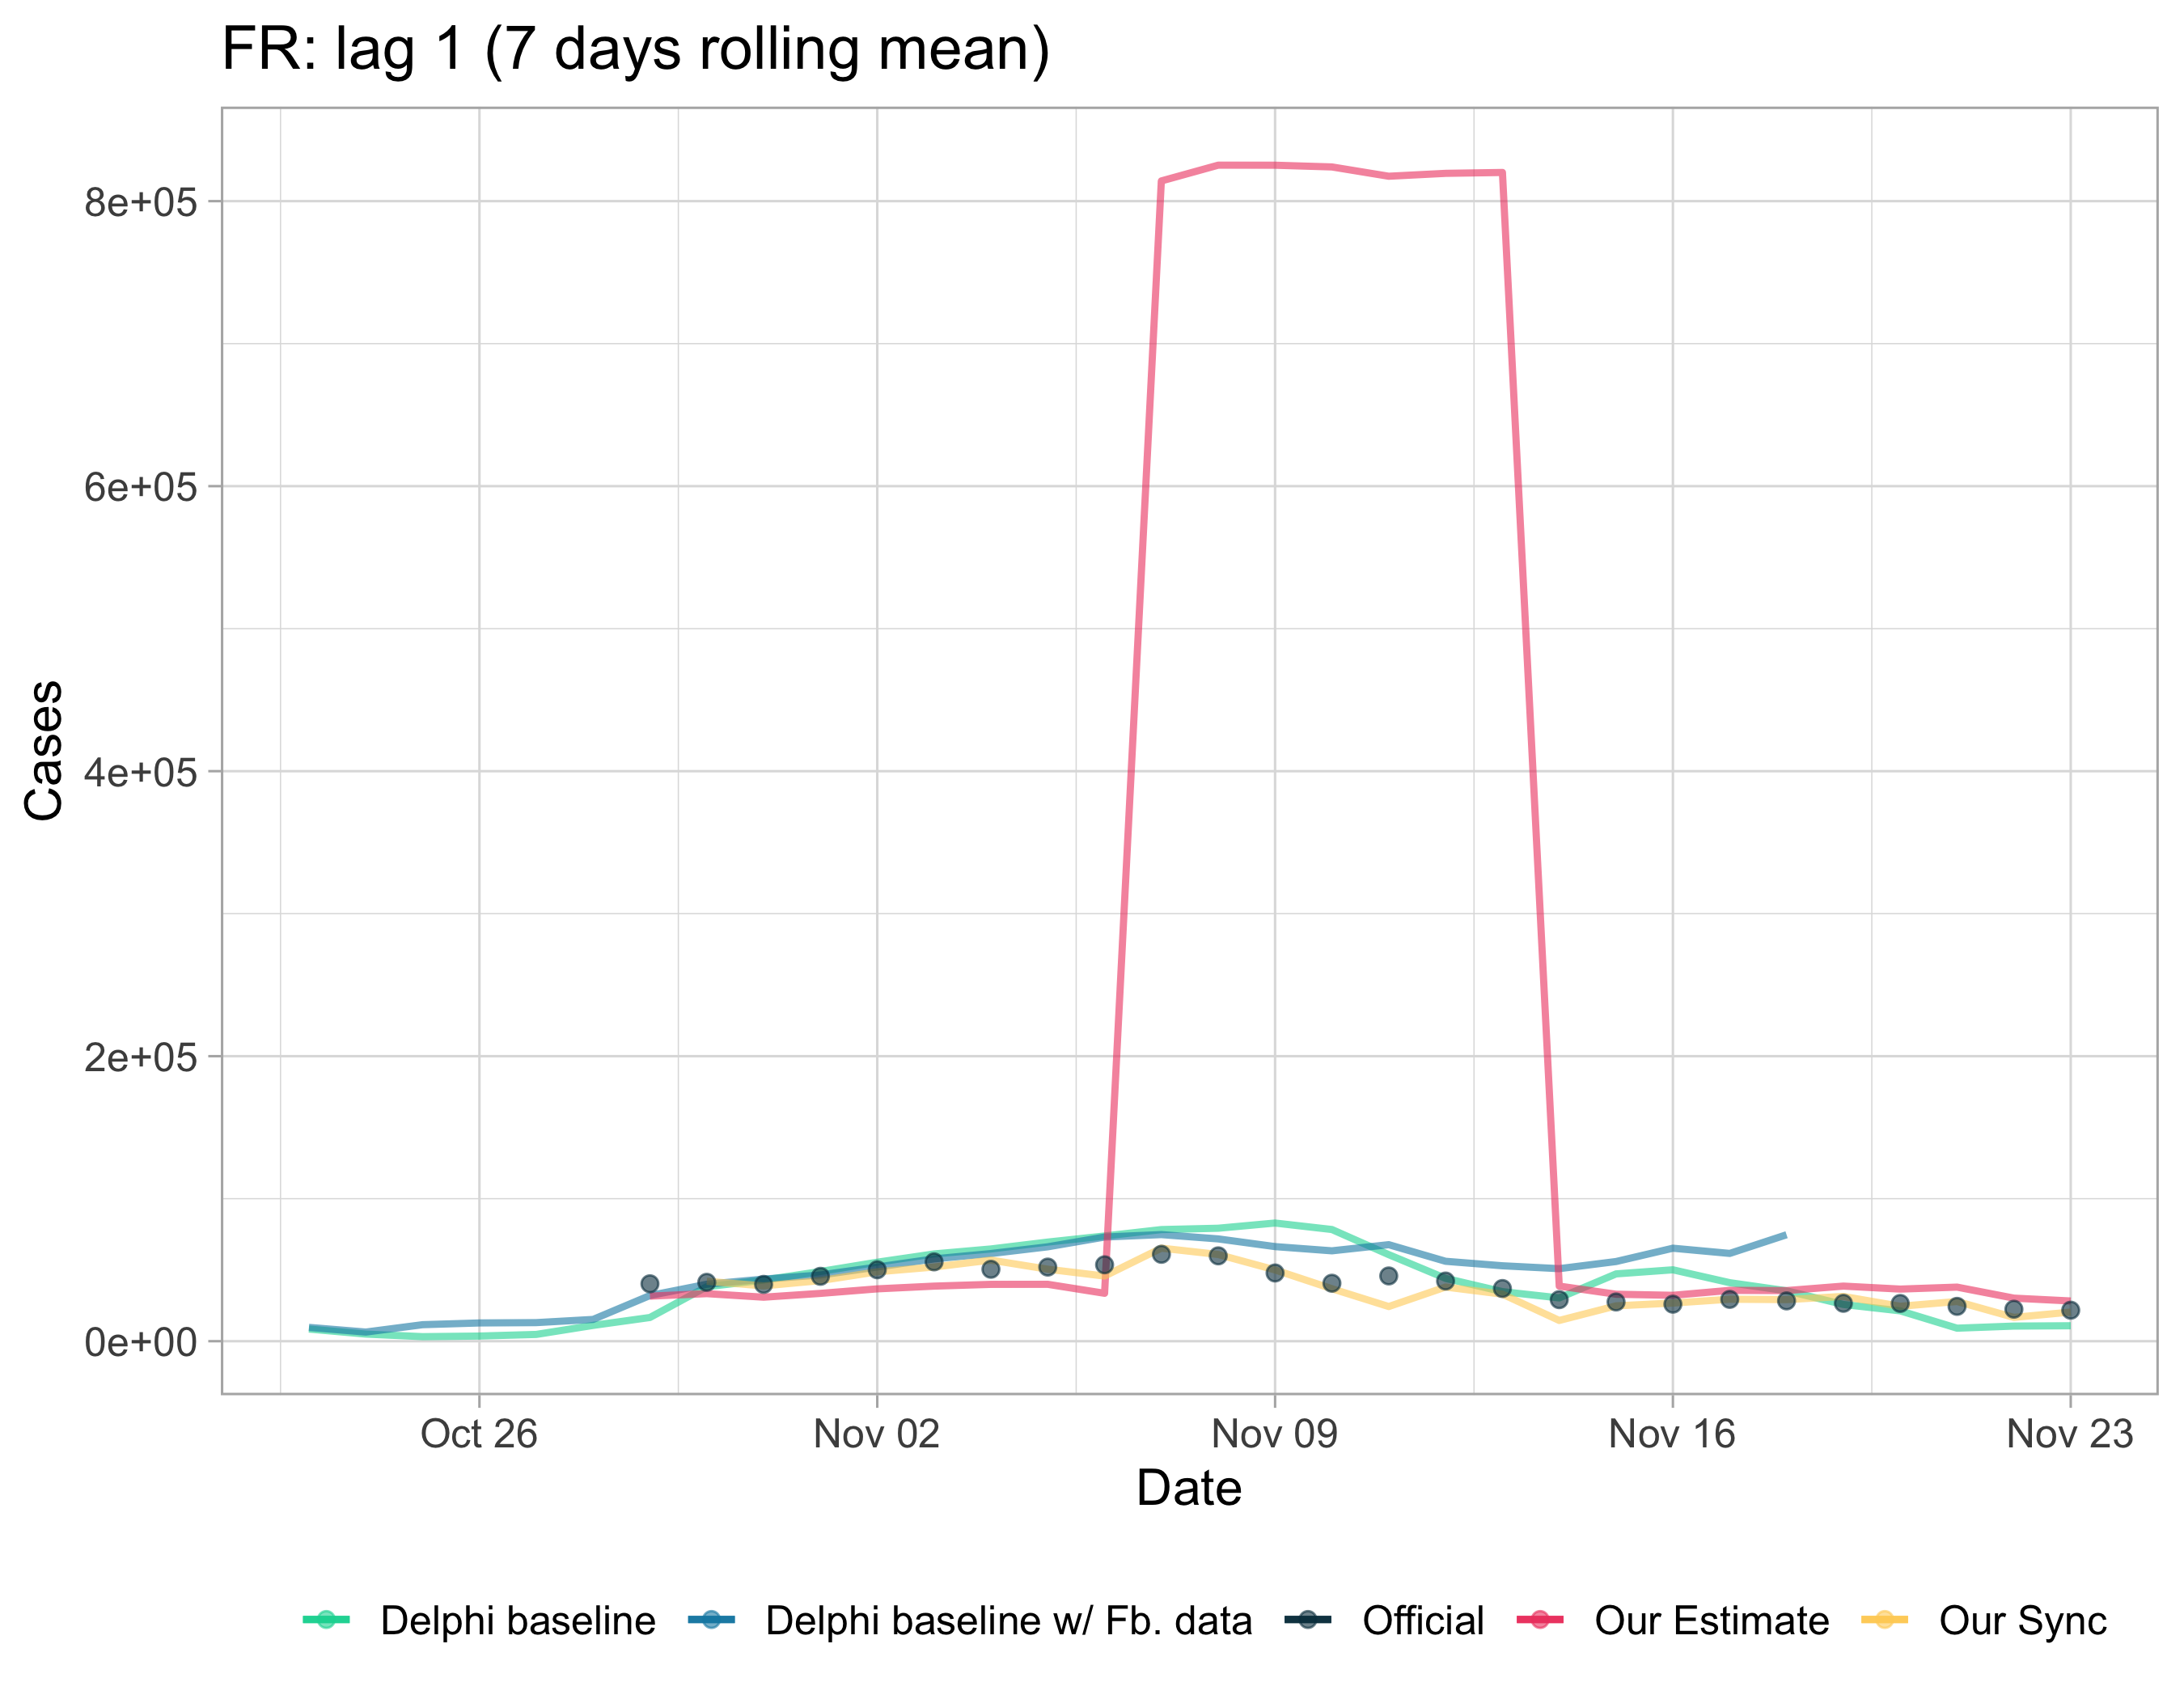 FR: lag 1 (7 days rolling mean)
8e+05
6e+05
4e+05
2e+05
0e+00
Cases
Oct 26 Nov 02 Nov 09 Nov 16 Nov 23
Date
Delphi baseline Delphi baseline w/ Fb. data Official Our Estimate Our Sync